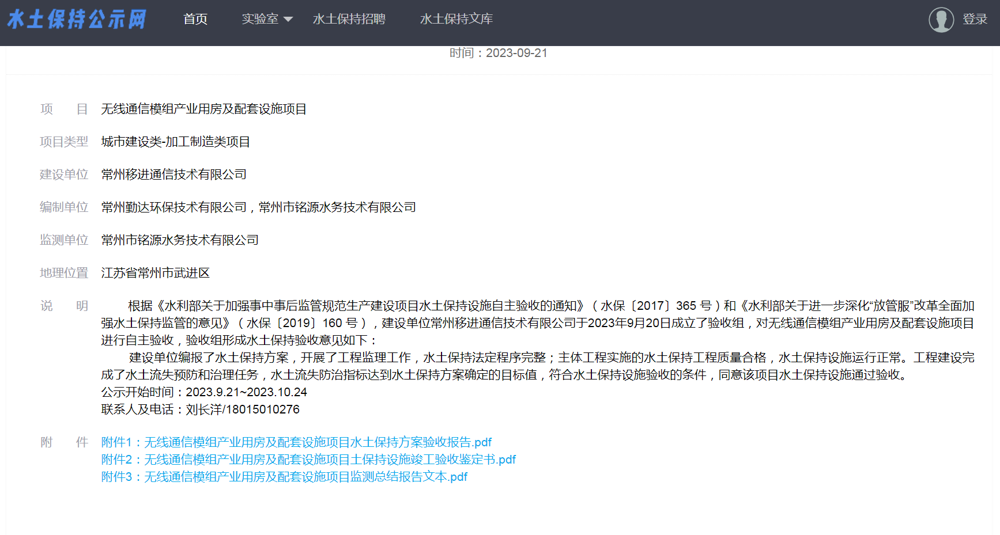 水土保持公示网 首页 实验室 水土保持招聘 水土保持文库 登录
时间：2023-09-21
项 目 无线通信模组产业用房及配套设施项目
项目类型 城市建设类-加工制造类项目
建设单位 常州移进通信技术有限公司
编制单位 常州勤达环保技术有限公司，常州市铭源水务技术有限公司
监测单位 常州市铭源水务技术有限公司
地理位置 江苏省常州市武进区
说 明 根据《水利部关于加强事中事后监管规范生产建设项目水土保持设施自主验收的通知》（水保〔2017〕365 号）和《水利部关于进一步深化“放管服”改革全面加
强水土保持监管的意见》（水保〔2019〕160 号），建设单位常州移进通信技术有限公司于2023年9月20日成立了验收组，对无线通信模组产业用房及配套设施项目
进行自主验收，验收组形成水土保持验收意见如下：
建设单位编报了水土保持方案，开展了工程监理工作，水土保持法定程序完整；主体工程实施的水土保持工程质量合格，水土保持设施运行正常。工程建设完
成了水土流失预防和治理任务，水土流失防治指标达到水土保持方案确定的目标值，符合水土保持设施验收的条件，同意该项目水土保持设施通过验收。
公示开始时间：2023.9.21~2023.10.24
联系人及电话：刘长洋/18015010276
附 件 附件1：无线通信模组产业用房及配套设施项目水土保持方案验收报告.pdf
附件2：无线通信模组产业用房及配套设施项目土保持设施竣工验收鉴定书.pdf
附件3：无线通信模组产业用房及配套设施项目监测总结报告文本.pdf